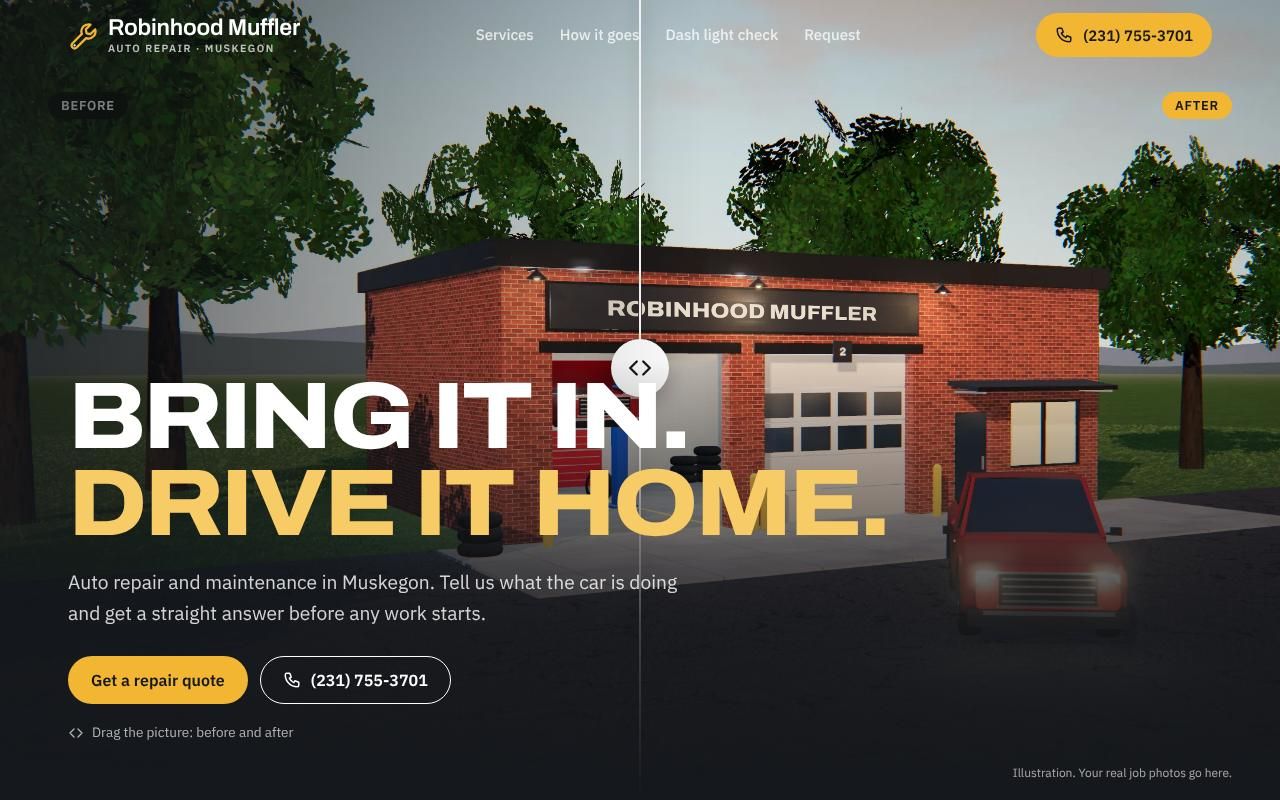 Robinhood Muffler
AUTO REPAIR · MUSKEGON
Services
How it goes
Dash light check
Request
(231) 755-3701
BEFORE
AFTER
ROBINHOOD MUFFLER
2
BRING IT IN.
DRIVE IT HOME.
Auto repair and maintenance in Muskegon. Tell us what the car is doing
and get a straight answer before any work starts.
Get a repair quote
(231) 755-3701
Drag the picture: before and after
Illustration. Your real job photos go here.